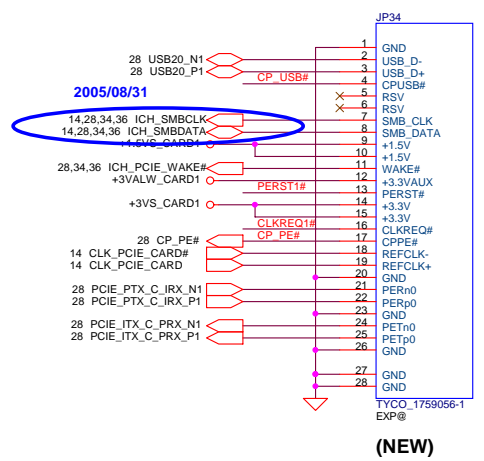 JP34
1 GND
28 USB20_N1 2 USB_D-
28 USB20_P1 3 USB_D+
CP_USB# 4 CPUSB#
2005/08/31
5 RSV
6 RSV
14,28,34,36 ICH_SMBCLK 7 SMB_CLK
14,28,34,36 ICH_SMBDATA 8 SMB_DATA
+1.5VS_CARD1 9 +1.5V
10 +1.5V
28,34,36 ICH_PCIE_WAKE# 11 WAKE#
+3VALW_CARD1 12 +3.3VAUX
PERST1# 13 PERST#
+3VS_CARD1 14 +3.3V
15 +3.3V
CLKREQ1# 16 CLKREQ#
28 CP_PE# CP_PE# 17 CPPE#
14 CLK_PCIE_CARD# 18 REFCLK-
14 CLK_PCIE_CARD 19 REFCLK+
20 GND
28 PCIE_PTX_C_IRX_N1 21 PERn0
28 PCIE_PTX_C_IRX_P1 22 PERp0
23 GND
28 PCIE_ITX_C_PRX_N1 24 PETn0
28 PCIE_ITX_C_PRX_P1 25 PETp0
26 GND
27 GND
28 GND
TYCO_1759056-1
EXP@
(NEW)